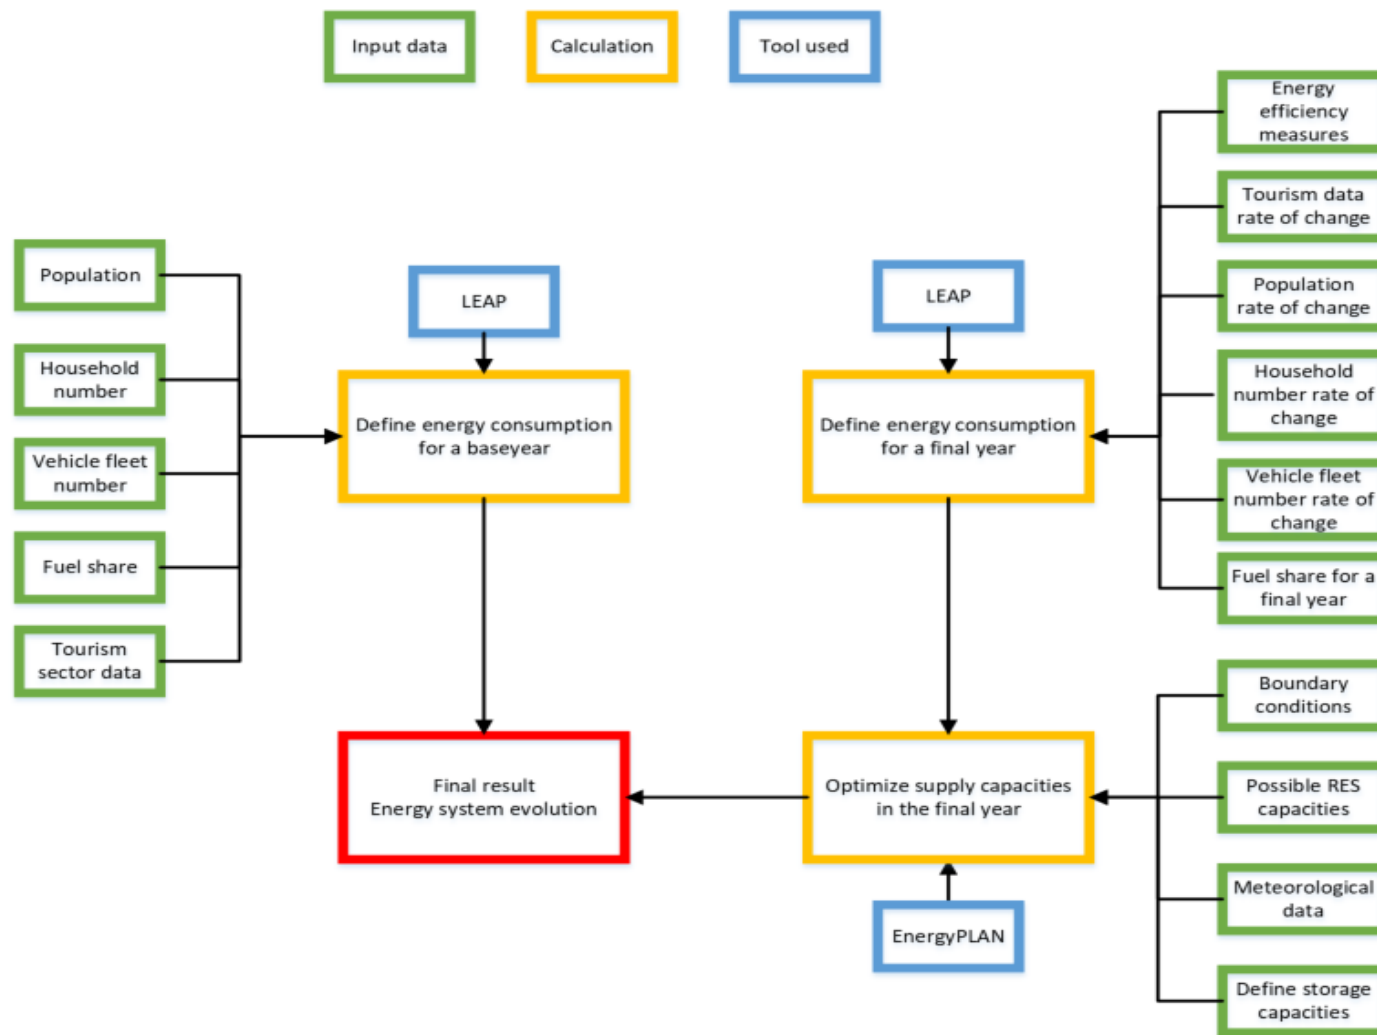 Input data
Calculation
Tool used
Energy
efficiency
measures
Tourism data
rate of change
Population
rate of change
Household
number rate of
change
Vehicle fleet
number rate of
change
Fuel share for a
final year
Population
Household
number
Vehicle fleet
number
Fuel share
Tourism
sector data
LEAP
LEAP
Define energy consumption
for a baseyear
Define energy consumption
for a final year
Final result
Energy system evolution
Optimize supply capacities
in the final year
EnergyPLAN
Boundary
conditions
Possible RES
capacities
Meteorological
data
Define storage
capacities